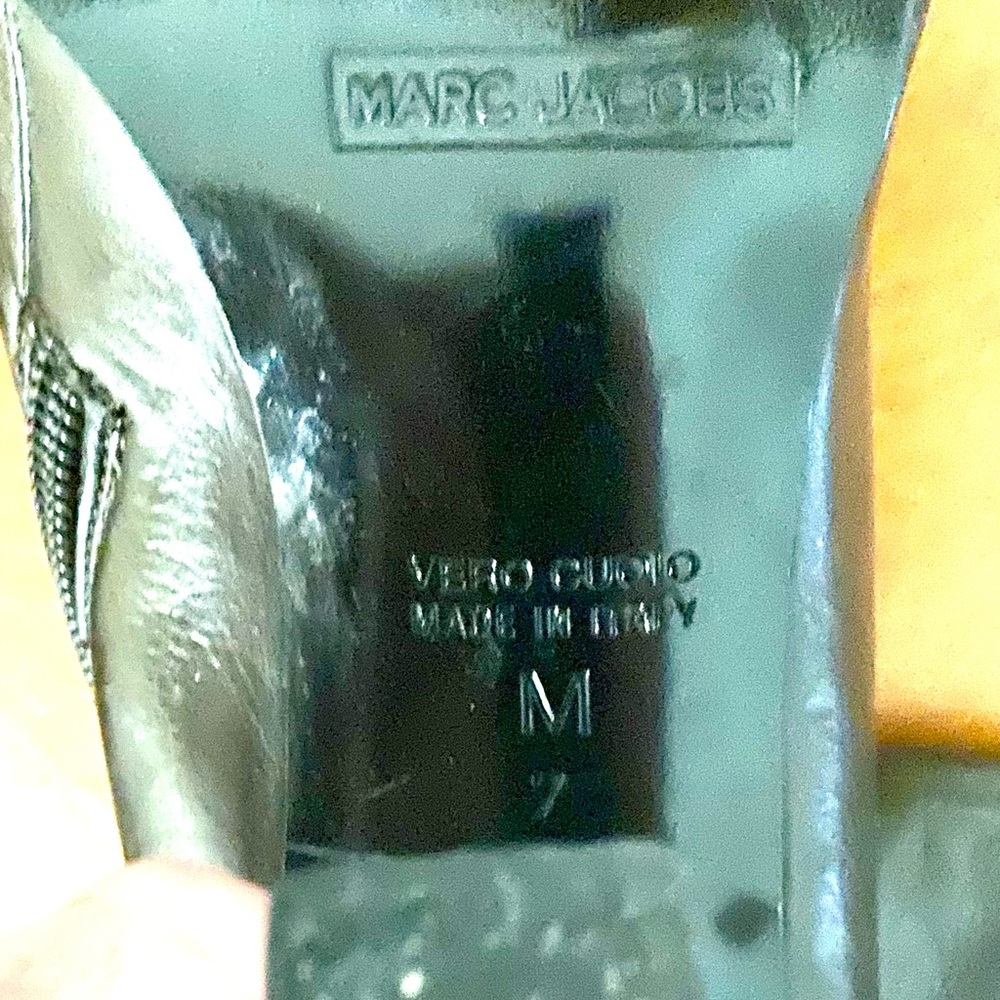 MARC JACOBS
VERO CUOIO
MADE IN ITALY
M
7